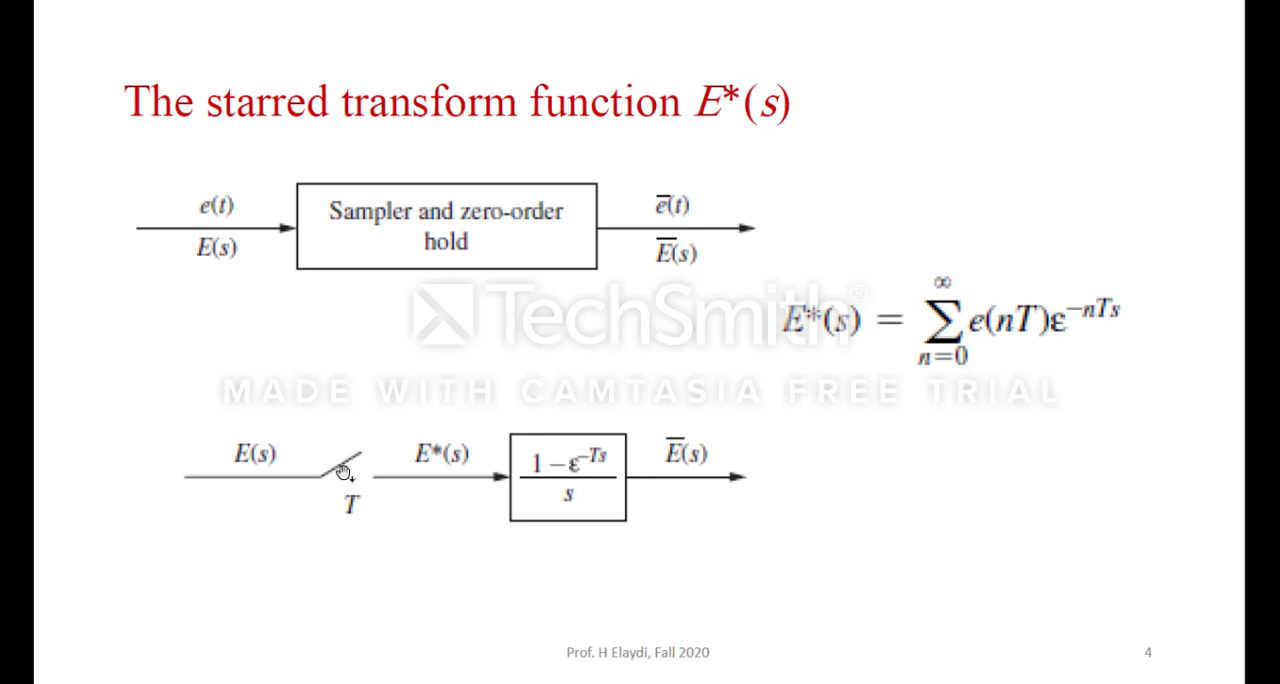 The starred transform function E*(s)
e(t)
E(s)
Sampler and zero-order
hold
e̅(t)
E̅(s)
TechSmith®
E*(s) = ∑ e(nT)ε^{-nTs}
∞
n=0
MADE WITH CAMTASIA FREE TRIAL
E(s)
T
E*(s)
1 – ε^{-Ts}
s
E̅(s)
Prof. H Elaydi, Fall 2020
4